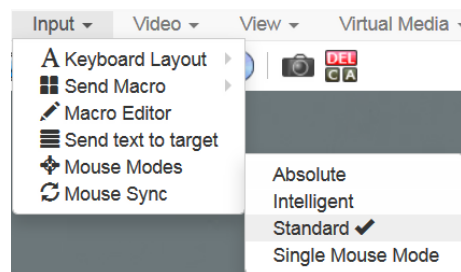 Input Video View Virtual Media
Keyboard Layout
Send Macro
Macro Editor
Send text to target
Mouse Modes
Mouse Sync
DEL
C A
Absolute
Intelligent
Standard
Single Mouse Mode